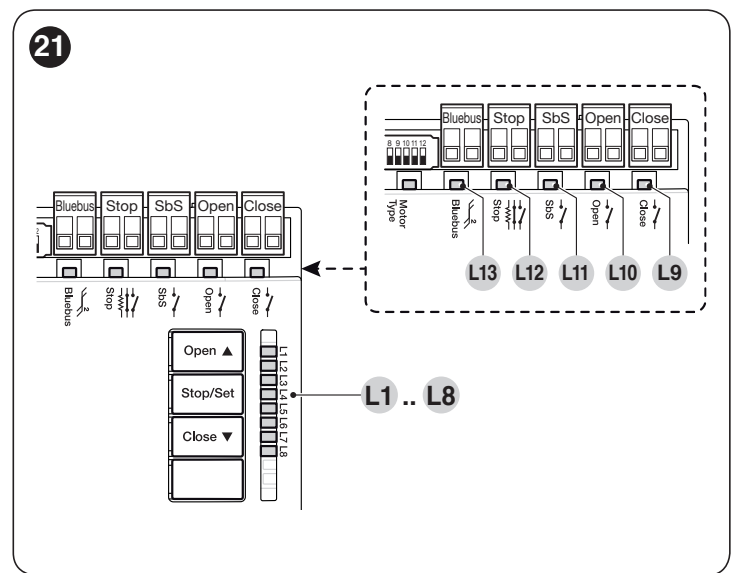 21
Bluebus Stop SbS Open Close
8 9 10 11 12
Motor Type
Bluebus
2
Stop
SbS
Open
Close
L13 L12 L11 L10 L9
Bluebus Stop SbS Open Close
Bluebus
2
Stop
SbS
Open
Close
Open ▲
Stop/Set
Close ▼
L1
L2
L3
L4
L5
L6
L7
L8
L1 .. L8